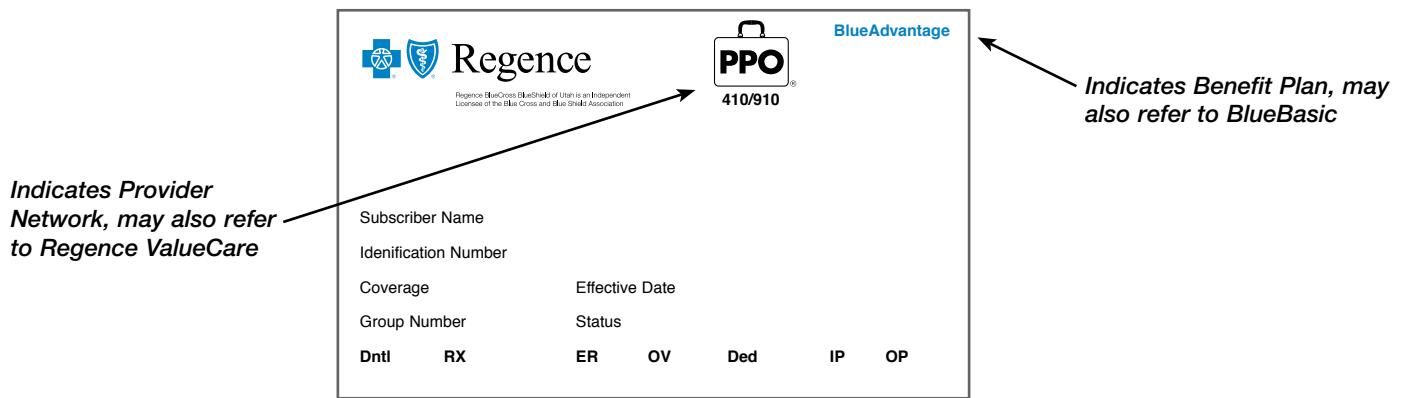 BlueAdvantage
Regence
PPO
®
Regence BlueCross BlueShield of Utah is an Independent
Licensee of the Blue Cross and Blue Shield Association
410/910
Indicates Benefit Plan, may
also refer to BlueBasic
Indicates Provider
Network, may also refer
to Regence ValueCare
Subscriber Name
Idenification Number
Coverage Effective Date
Group Number Status
Dntl RX ER OV Ded IP OP